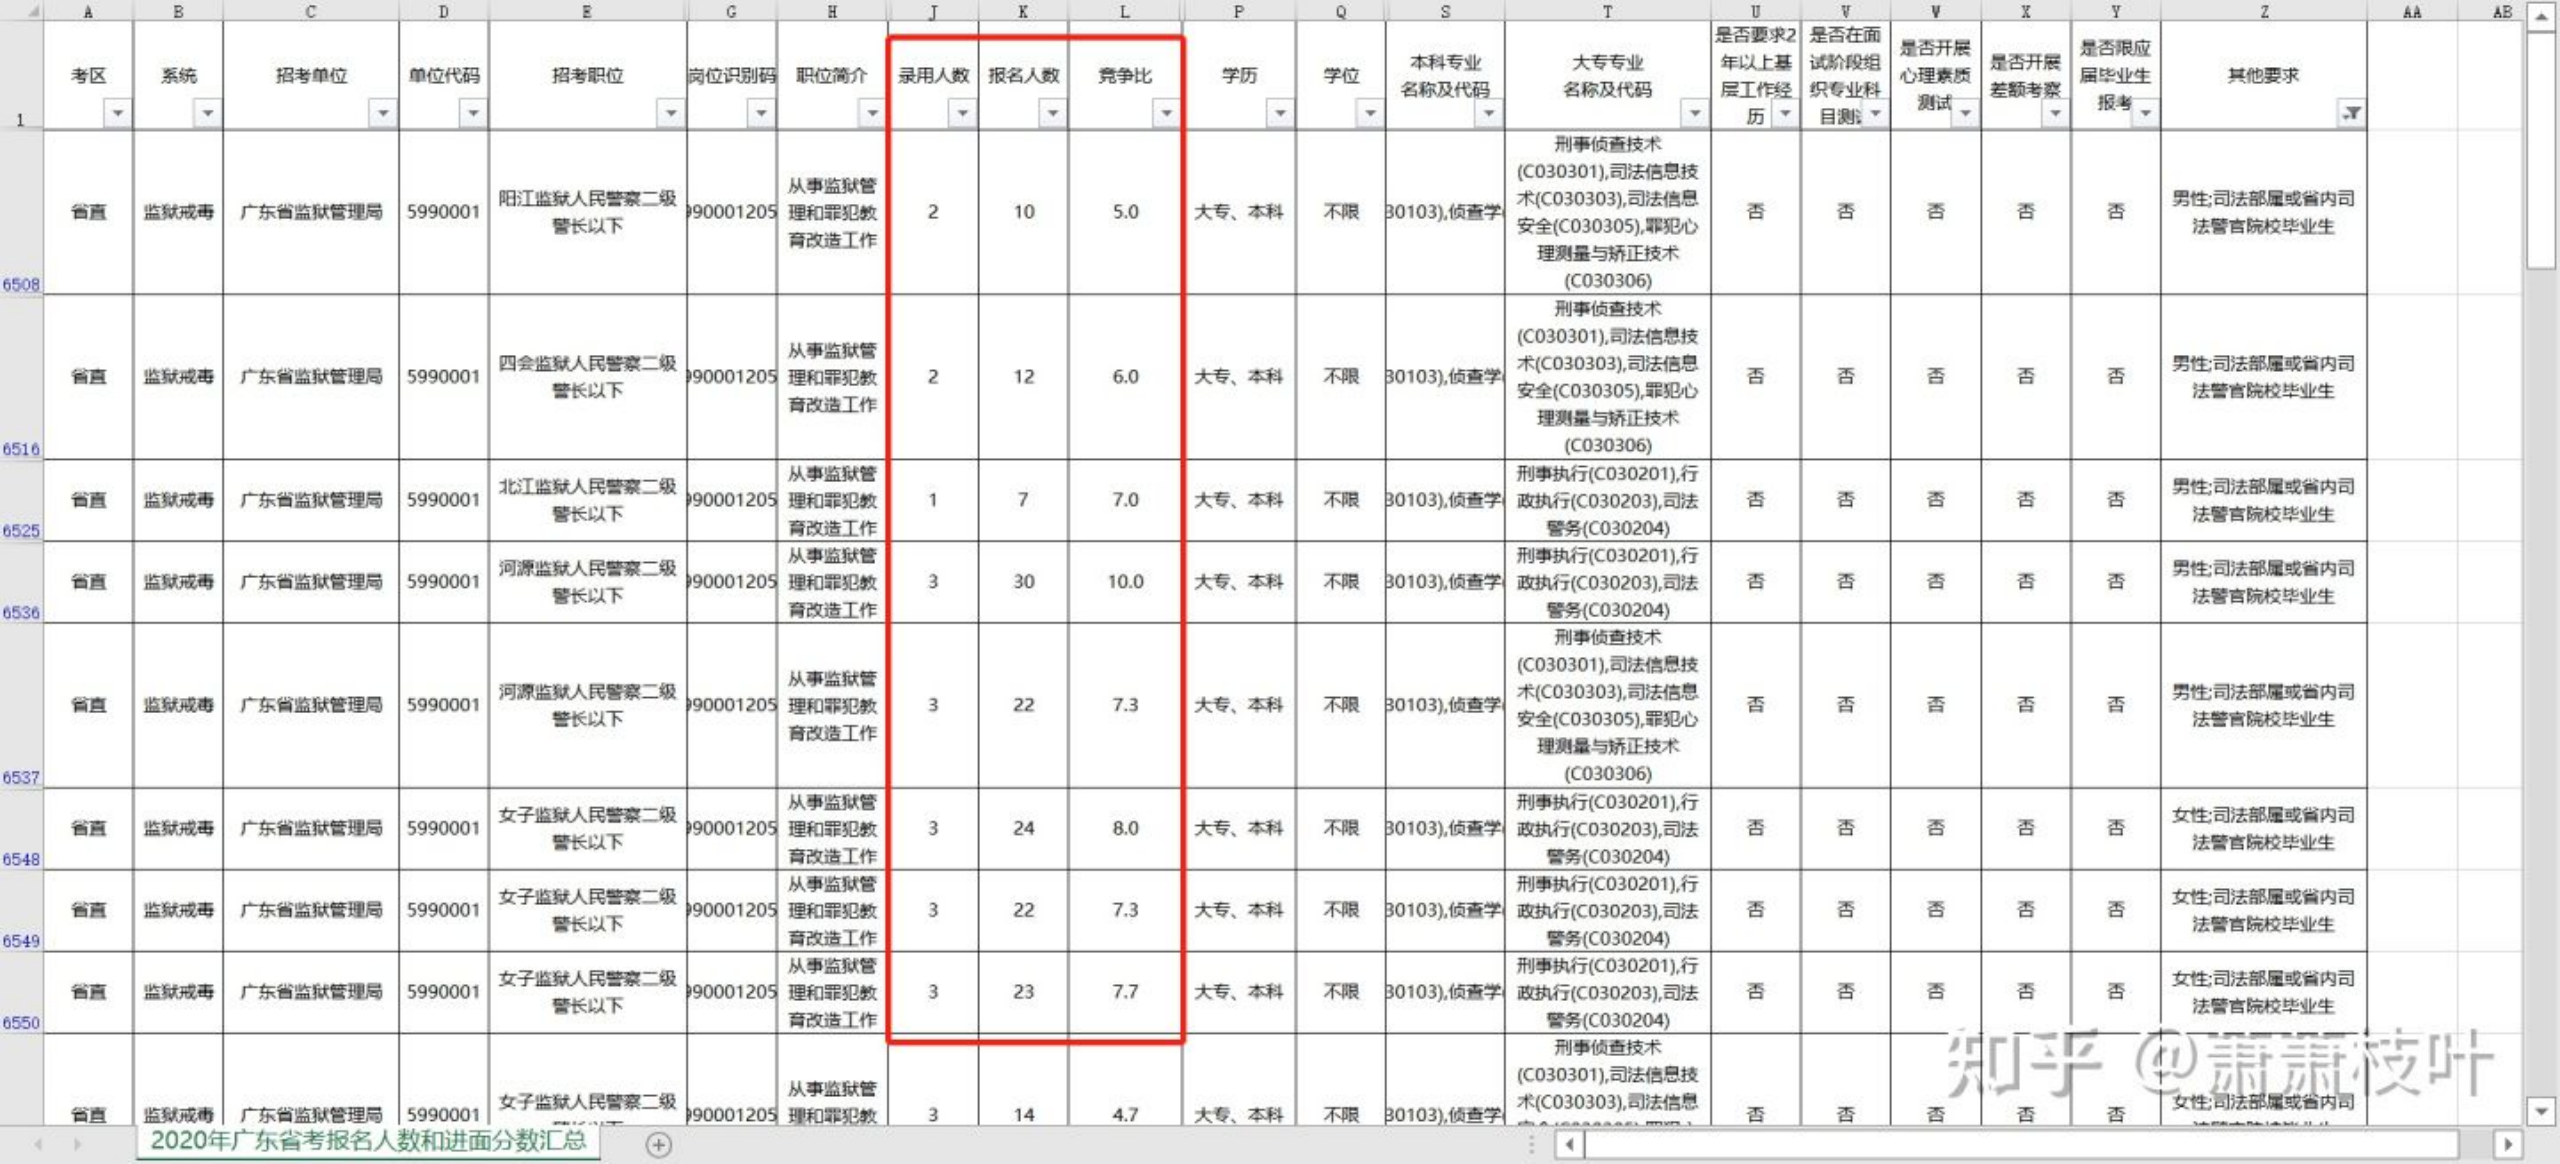 A B C D E G H J K L P Q S T U V W X Y Z AA AB
1 考区 系统 招考单位 单位代码 招考职位 岗位识别码 职位简介 录用人数 报名人数 竞争比 学历 学位 本科专业名称及代码 大专专业名称及代码 是否要求2年以上基层工作经历 是否在面试阶段组织专业科目测 是否开展心理素质测试 是否开展差额考察 是否限应届毕业生报考 其他要求
6508 省直 监狱戒毒 广东省监狱管理局 5990001 阳江监狱人民警察二级警长以下 990001205 从事监狱管理和罪犯教育改造工作 2 10 5.0 大专、本科 不限 30103),侦查学 刑事侦查技术(C030301),司法信息技术(C030303),司法信息安全(C030305),罪犯心理测量与矫正技术(C030306) 否 否 否 否 否 男性;司法部属或省内司法警官院校毕业生
6516 省直 监狱戒毒 广东省监狱管理局 5990001 四会监狱人民警察二级警长以下 990001205 从事监狱管理和罪犯教育改造工作 2 12 6.0 大专、本科 不限 30103),侦查学 刑事侦查技术(C030301),司法信息技术(C030303),司法信息安全(C030305),罪犯心理测量与矫正技术(C030306) 否 否 否 否 否 男性;司法部属或省内司法警官院校毕业生
6525 省直 监狱戒毒 广东省监狱管理局 5990001 北江监狱人民警察二级警长以下 990001205 从事监狱管理和罪犯教育改造工作 1 7 7.0 大专、本科 不限 30103),侦查学 刑事执行(C030201),行政执行(C030203),司法警务(C030204) 否 否 否 否 否 男性;司法部属或省内司法警官院校毕业生
6536 省直 监狱戒毒 广东省监狱管理局 5990001 河源监狱人民警察二级警长以下 990001205 从事监狱管理和罪犯教育改造工作 3 30 10.0 大专、本科 不限 30103),侦查学 刑事执行(C030201),行政执行(C030203),司法警务(C030204) 否 否 否 否 否 男性;司法部属或省内司法警官院校毕业生
6537 省直 监狱戒毒 广东省监狱管理局 5990001 河源监狱人民警察二级警长以下 990001205 从事监狱管理和罪犯教育改造工作 3 22 7.3 大专、本科 不限 30103),侦查学 刑事侦查技术(C030301),司法信息技术(C030303),司法信息安全(C030305),罪犯心理测量与矫正技术(C030306) 否 否 否 否 否 男性;司法部属或省内司法警官院校毕业生
6548 省直 监狱戒毒 广东省监狱管理局 5990001 女子监狱人民警察二级警长以下 990001205 从事监狱管理和罪犯教育改造工作 3 24 8.0 大专、本科 不限 30103),侦查学 刑事执行(C030201),行政执行(C030203),司法警务(C030204) 否 否 否 否 否 女性;司法部属或省内司法警官院校毕业生
6549 省直 监狱戒毒 广东省监狱管理局 5990001 女子监狱人民警察二级警长以下 990001205 从事监狱管理和罪犯教育改造工作 3 22 7.3 大专、本科 不限 30103),侦查学 刑事执行(C030201),行政执行(C030203),司法警务(C030204) 否 否 否 否 否 女性;司法部属或省内司法警官院校毕业生
6550 省直 监狱戒毒 广东省监狱管理局 5990001 女子监狱人民警察二级警长以下 990001205 从事监狱管理和罪犯教育改造工作 3 23 7.7 大专、本科 不限 30103),侦查学 刑事执行(C030201),行政执行(C030203),司法警务(C030204) 否 否 否 否 否 女性;司法部属或省内司法警官院校毕业生
省直 监狱戒毒 广东省监狱管理局 5990001 女子监狱人民警察二级 990001205 从事监狱管理和罪犯教 3 14 4.7 大专、本科 不限 30103),侦查学 刑事侦查技术(C030301),司法信息技术(C030303),司法信息 否 否 否 否 否 女性;司法部属或省内司
知乎 @萧萧枝叶
2020年广东省考报名人数和进面分数汇总